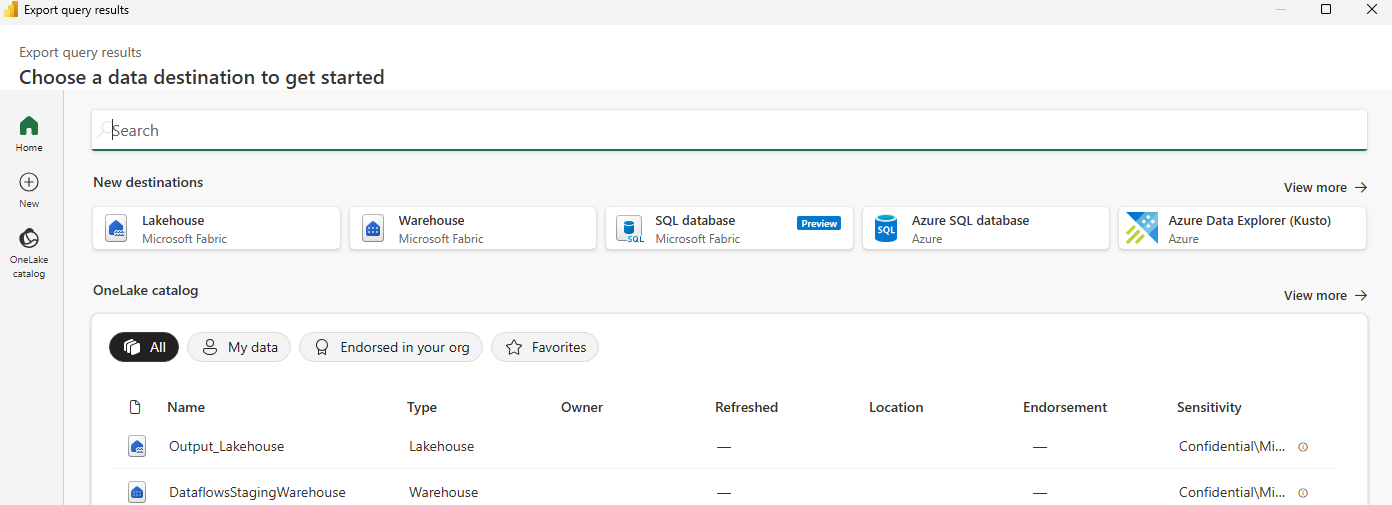 Export query results
Export query results
Choose a data destination to get started
Home
New
OneLake
catalog
Search
New destinations
View more
Lakehouse
Microsoft Fabric
Warehouse
Microsoft Fabric
SQL
SQL database
Preview
Microsoft Fabric
SQL
Azure SQL database
Azure
Azure Data Explorer (Kusto)
Azure
OneLake catalog
View more
All My data Endorsed in your org Favorites
Name Type Owner Refreshed Location Endorsement Sensitivity
Output_Lakehouse Lakehouse — — Confidential\Mi...
DataflowsStagingWarehouse Warehouse — — Confidential\Mi...